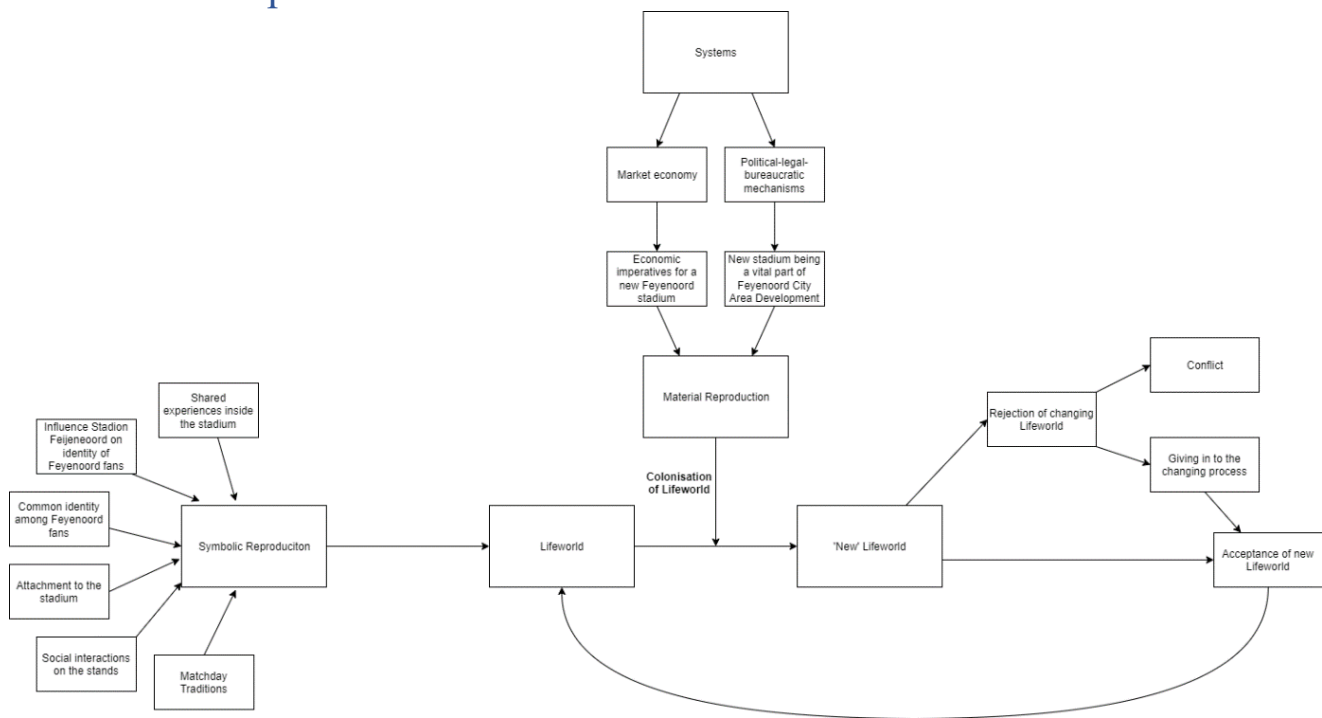 Systems
Market economy
Political-legal-
bureaucratic
mechanisms
Economic
imperatives for a
new Feyenoord
stadium
New stadium being
a vital part of
Feyenoord City
Area Development
Material Reproduction
Colonisation
of Lifeworld
Shared
experiences inside
the stadium
Influence Stadion
Feijeneoord on
identity of
Feyenoord fans
Common identity
among Feyenoord
fans
Attachment to the
stadium
Social interactions
on the stands
Matchday
Traditions
Symbolic Reproduciton
Lifeworld
'New' Lifeworld
Rejection of changing
Lifeworld
Conflict
Giving in to the
changing process
Acceptance of new
Lifeworld